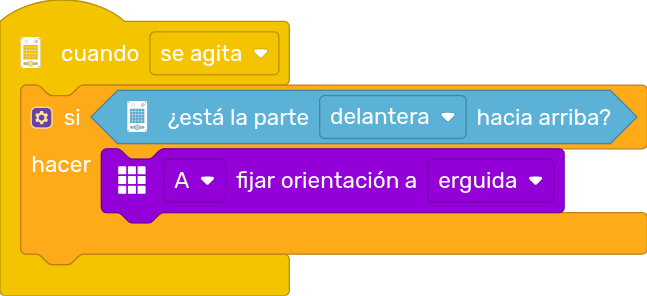 cuando se agita
si ¿está la parte delantera hacia arriba?
hacer
A fijar orientación a erguida